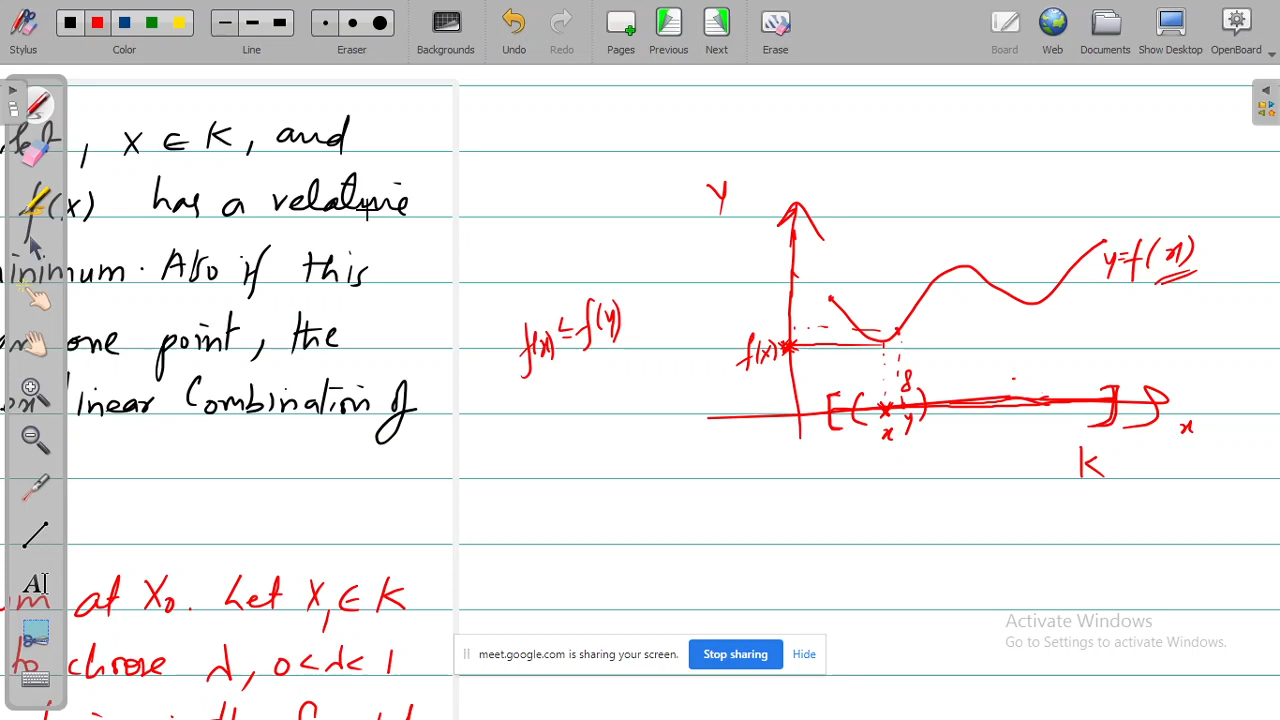 Stylus
Color
Line
Eraser
Backgrounds
Undo
Redo
Pages
Previous
Next
Erase
Board
Web
Documents
Show Desktop
OpenBoard
, x ∈ K, and
f(x) has a relative
minimum. Also if this
one point, the
linear Combination of
at X₀. Let X₁ ∈ K
to choose λ, 0<λ<1
Y
y=f(x)
f(x) ≤ f(y)
f(x)
[ ( x y ) ] x
K
Activate Windows
Go to Settings to activate Windows.
meet.google.com is sharing your screen.
Stop sharing
Hide